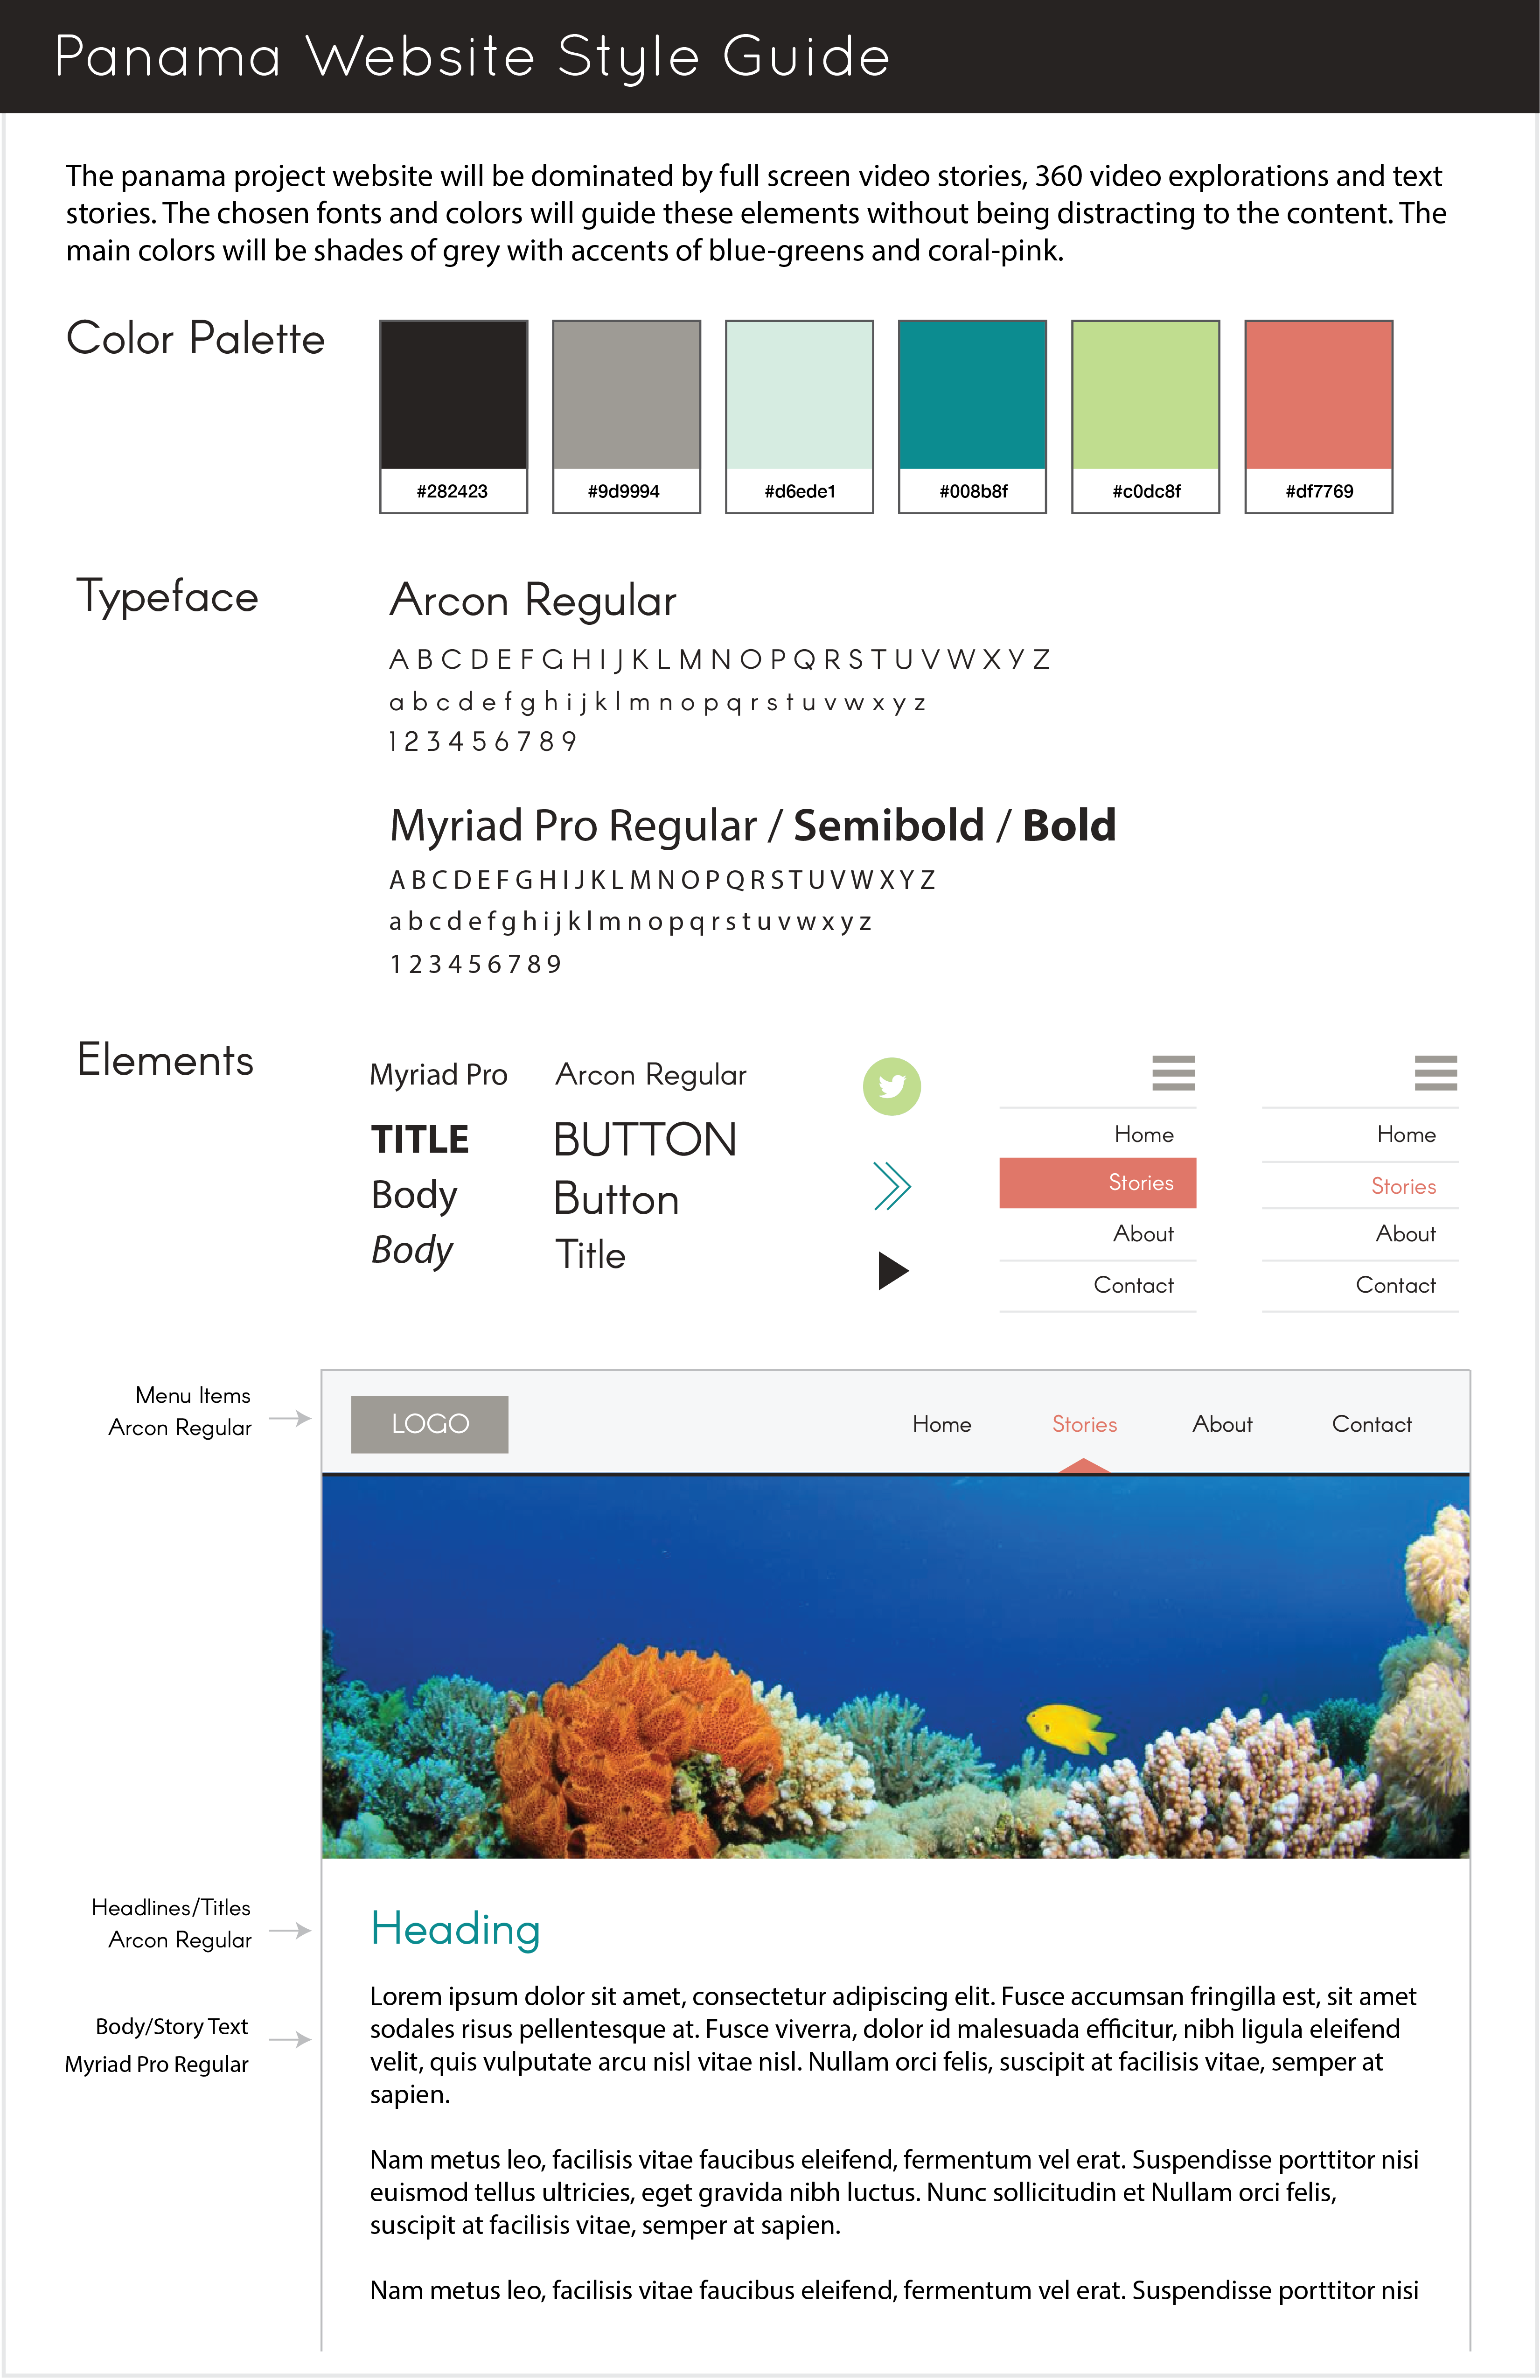 Panama Website Style Guide
The panama project website will be dominated by full screen video stories, 360 video explorations and text
stories. The chosen fonts and colors will guide these elements without being distracting to the content. The
main colors will be shades of grey with accents of blue-greens and coral-pink.
Color Palette
#282423
#9d9994
#d6ede1
#008b8f
#c0dc8f
#df7769
Typeface
Arcon Regular
A B C D E F G H I J K L M N O P Q R S T U V W X Y Z
a b c d e f g h i j k l m n o p q r s t u v w x y z
1 2 3 4 5 6 7 8 9
Myriad Pro Regular / Semibold / Bold
A B C D E F G H I J K L M N O P Q R S T U V W X Y Z
a b c d e f g h i j k l m n o p q r s t u v w x y z
1 2 3 4 5 6 7 8 9
Elements
Myriad Pro
TITLE
Body
Body
Arcon Regular
BUTTON
Button
Title
Home
Stories
About
Contact
Home
Stories
About
Contact
Menu Items
Arcon Regular
LOGO
Home
Stories
About
Contact
Headlines/Titles
Arcon Regular
Heading
Body/Story Text
Myriad Pro Regular
Lorem ipsum dolor sit amet, consectetur adipiscing elit. Fusce accumsan fringilla est, sit amet
sodales risus pellentesque at. Fusce viverra, dolor id malesuada efficitur, nibh ligula eleifend
velit, quis vulputate arcu nisl vitae nisl. Nullam orci felis, suscipit at facilisis vitae, semper at
sapien.
Nam metus leo, facilisis vitae faucibus eleifend, fermentum vel erat. Suspendisse porttitor nisi
euismod tellus ultricies, eget gravida nibh luctus. Nunc sollicitudin et Nullam orci felis,
suscipit at facilisis vitae, semper at sapien.
Nam metus leo, facilisis vitae faucibus eleifend, fermentum vel erat. Suspendisse porttitor nisi